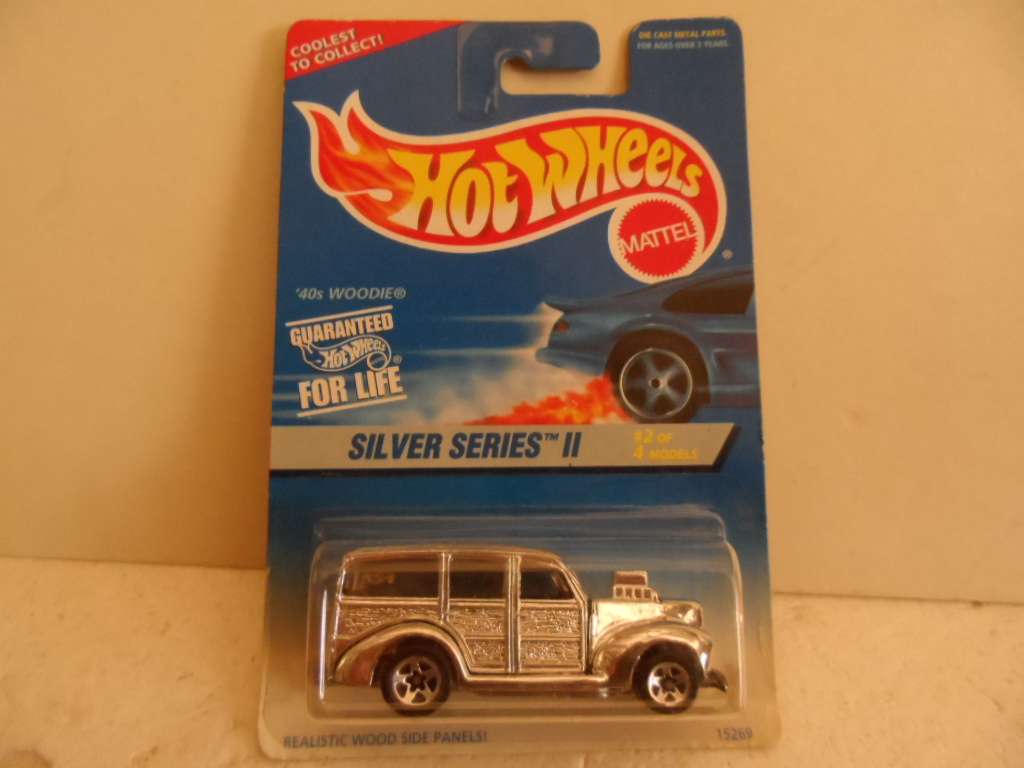 COOLEST
TO COLLECT!
DIE CAST METAL PARTS.
FOR AGES OVER 3 YEARS.
HOT WHEELS
MATTEL
®
'40s WOODIE®
GUARANTEED
HOT WHEELS®
FOR LIFE
SILVER SERIES™ II
#2 OF
4 MODELS
REALISTIC WOOD SIDE PANELS!
15269